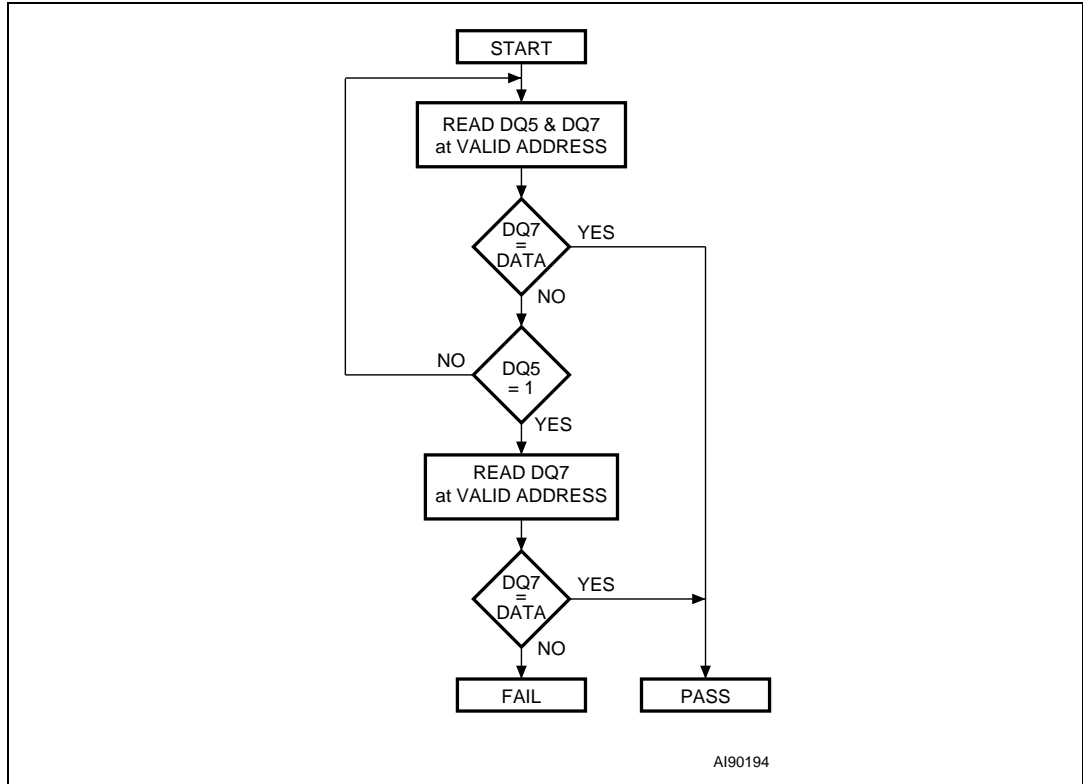 START
READ DQ5 & DQ7
at VALID ADDRESS
DQ7
=
DATA
YES
NO
DQ5
= 1
NO
YES
READ DQ7
at VALID ADDRESS
DQ7
=
DATA
YES
NO
FAIL
PASS
AI90194